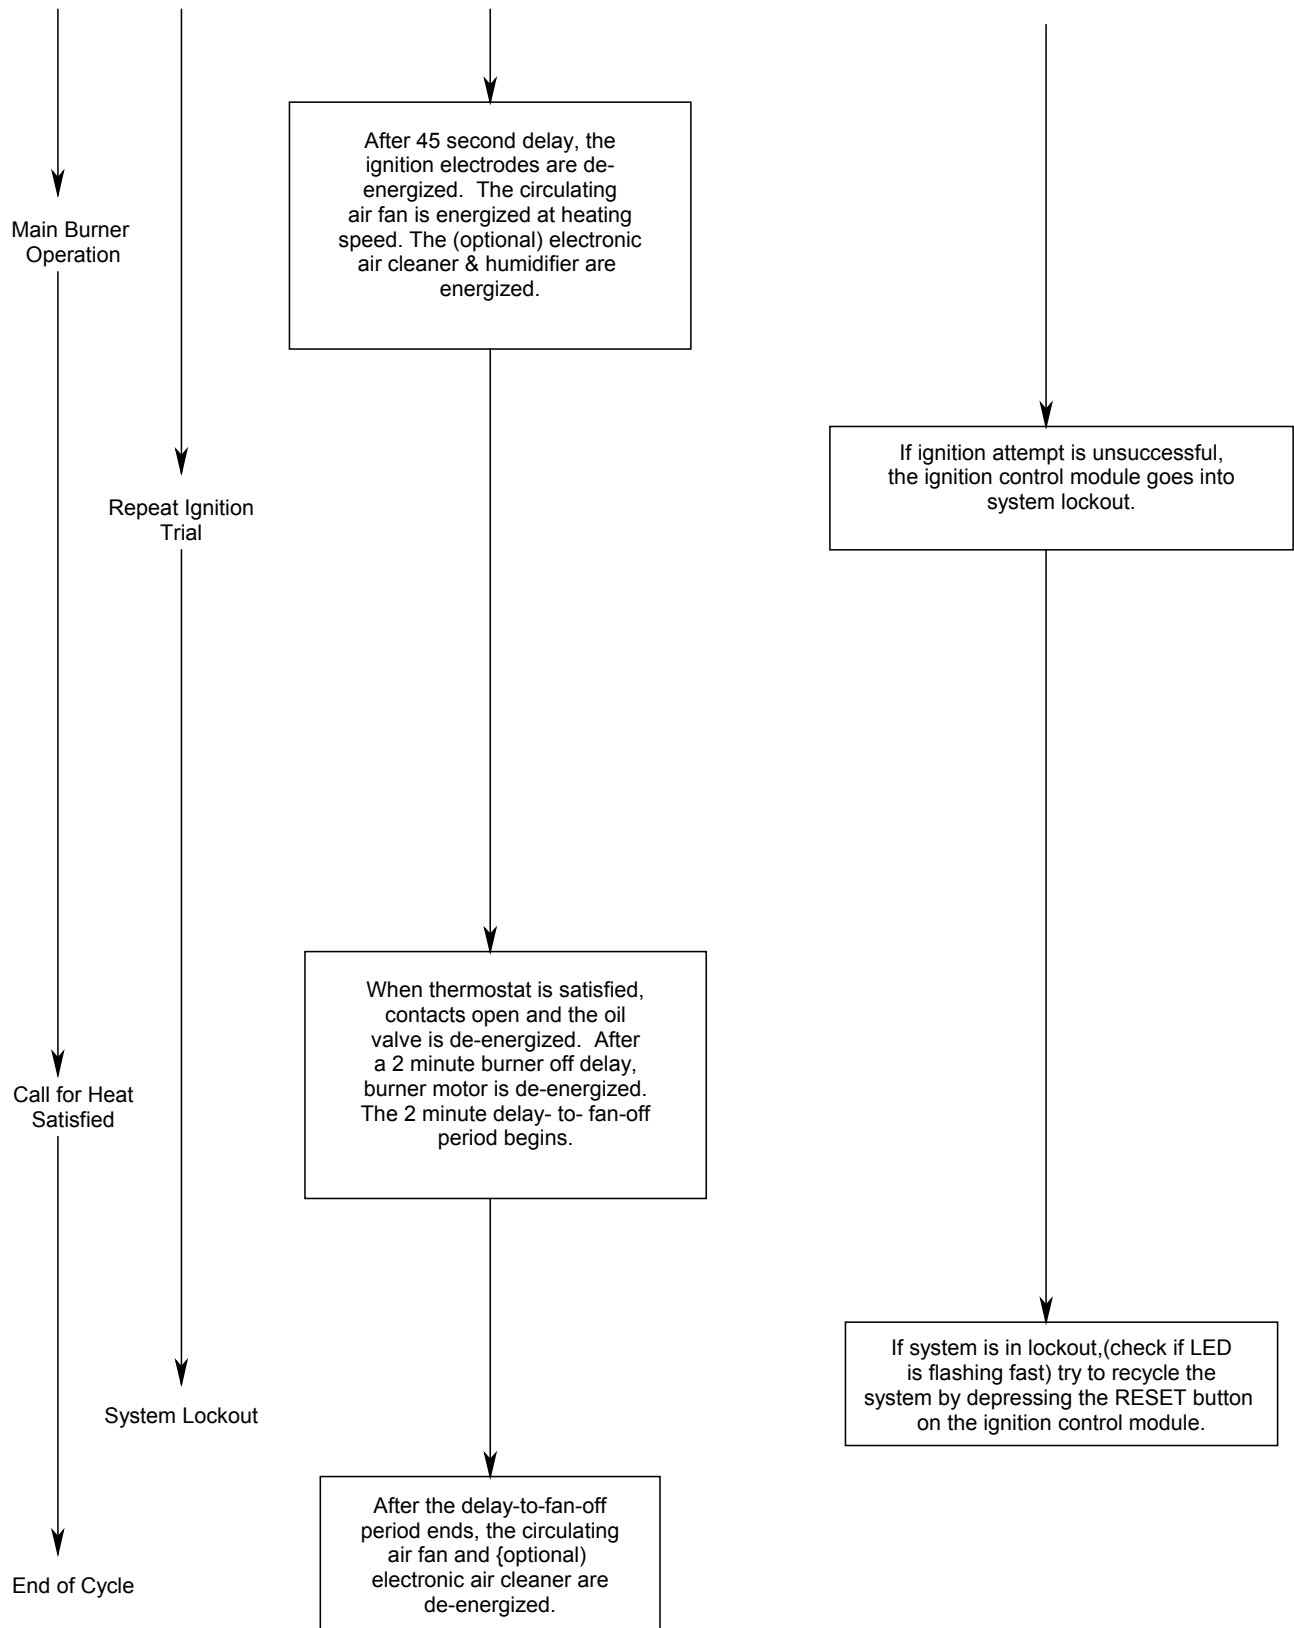 After 45 second delay, the
ignition electrodes are de-
energized. The circulating
air fan is energized at heating
speed. The (optional) electronic
air cleaner & humidifier are
energized.
Main Burner
Operation
If ignition attempt is unsuccessful,
the ignition control module goes into
system lockout.
Repeat Ignition
Trial
When thermostat is satisfied,
contacts open and the oil
valve is de-energized. After
a 2 minute burner off delay,
burner motor is de-energized.
The 2 minute delay- to- fan-off
period begins.
Call for Heat
Satisfied
If system is in lockout,(check if LED
is flashing fast) try to recycle the
system by depressing the RESET button
on the ignition control module.
System Lockout
After the delay-to-fan-off
period ends, the circulating
air fan and {optional)
electronic air cleaner are
de-energized.
End of Cycle